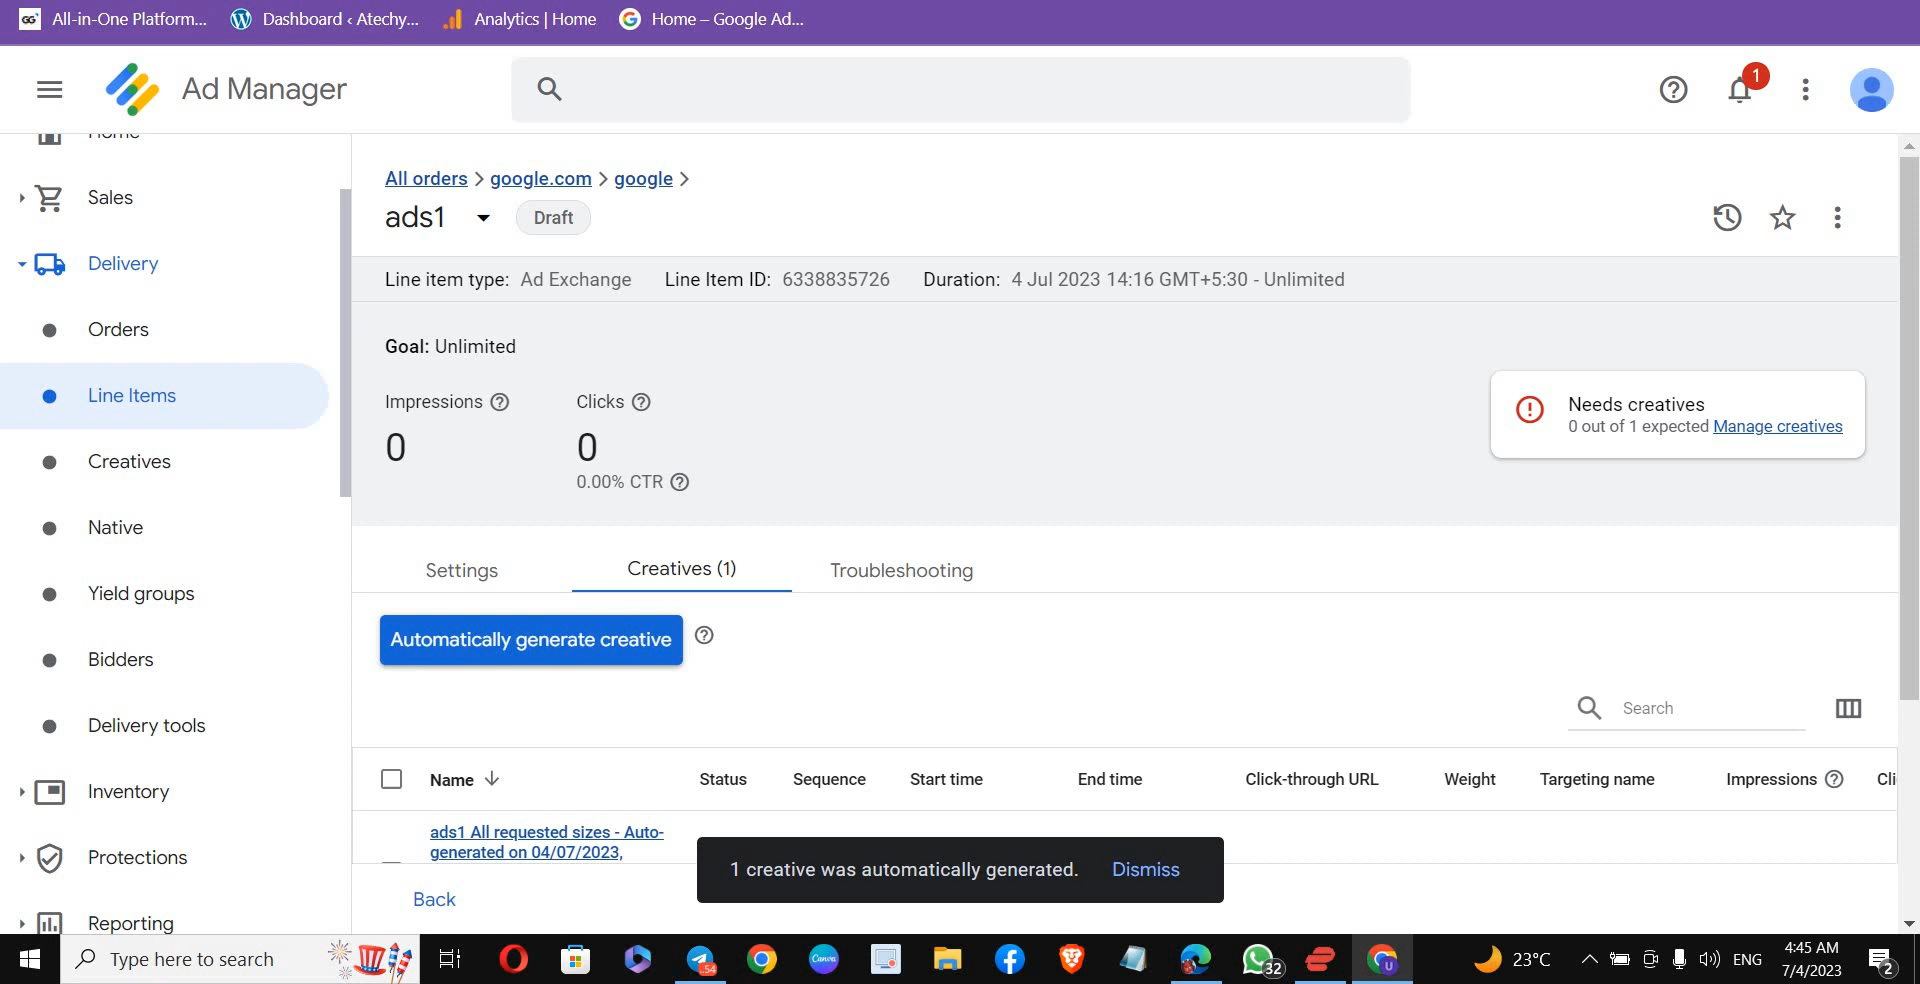 All-in-One Platform...
Dashboard ‹ Atechy...
Analytics | Home
Home – Google Ad...
Ad Manager
1
Home
Sales
Delivery
Orders
Line Items
Creatives
Native
Yield groups
Bidders
Delivery tools
Inventory
Protections
Reporting
All orders > google.com > google >
ads1
Draft
Line item type: Ad Exchange
Line Item ID: 6338835726
Duration: 4 Jul 2023 14:16 GMT+5:30 - Unlimited
Goal: Unlimited
Impressions
0
Clicks
0
0.00% CTR
Needs creatives
0 out of 1 expected Manage creatives
Settings
Creatives (1)
Troubleshooting
Automatically generate creative
Search
Name
Status
Sequence
Start time
End time
Click-through URL
Weight
Targeting name
Impressions
Cli
ads1 All requested sizes - Auto-
generated on 04/07/2023,
1 creative was automatically generated.
Dismiss
Back
Type here to search
54
Canva
32
U
23°C
ENG
4:45 AM
7/4/2023
2